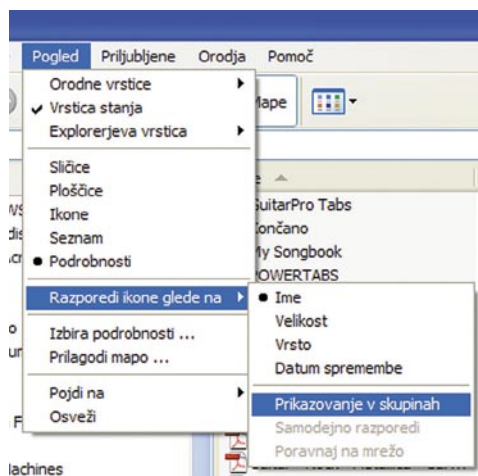 Pogled Priljubljene Orodja Pomoč
Orodne vrstice
Vrstica stanja
Explorerjeva vrstica
Sličice
Ploščice
Ikone
Seznam
Podrobnosti
Razporedi ikone glede na
Izbira podrobnosti ...
Prilagodi mapo ...
Pojdi na
Osveži
Mape
GuitarPro Tabs
Končano
My Songbook
POWERTABS
Ime
Velikost
Vrsto
Datum spremembe
Prikazovanje v skupinah
Samodejno razporedi
Poravnaj na mrežo